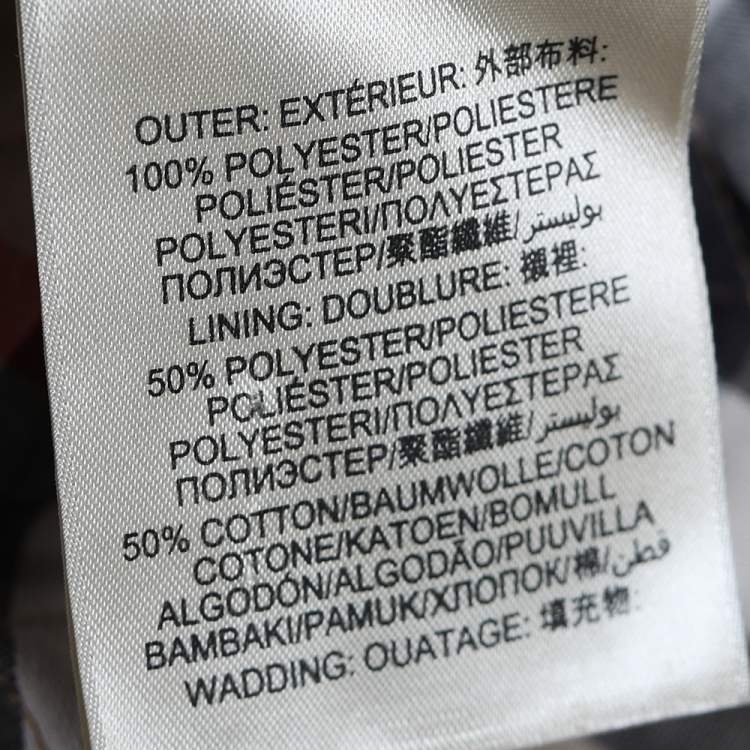 OUTER: EXTÉRIEUR: 外部布料:
100% POLYESTER/POLIESTERE
POLIÉSTER/POLIESTER
POLYESTERI/ΠΟΛΥΕΣΤΕΡΑΣ
ПОЛИЭСТЕР/聚酯纖維/بوليستر
LINING: DOUBLURE: 襯裡:
50% POLYESTER/POLIESTERE
POLIÉSTER/POLIESTER
POLYESTERI/ΠΟΛΥΕΣΤΕΡΑΣ
ПОЛИЭСТЕР/聚酯纖維/بوليستر
50% COTTON/BAUMWOLLE/COTON
COTONE/KATOEN/BOMULL
ALGODÓN/ALGODÃO/PUUVILLA
BAMBAKI/PAMUK/ХЛОПОК/棉/قطن
WADDING: OUATAGE: 填充物: